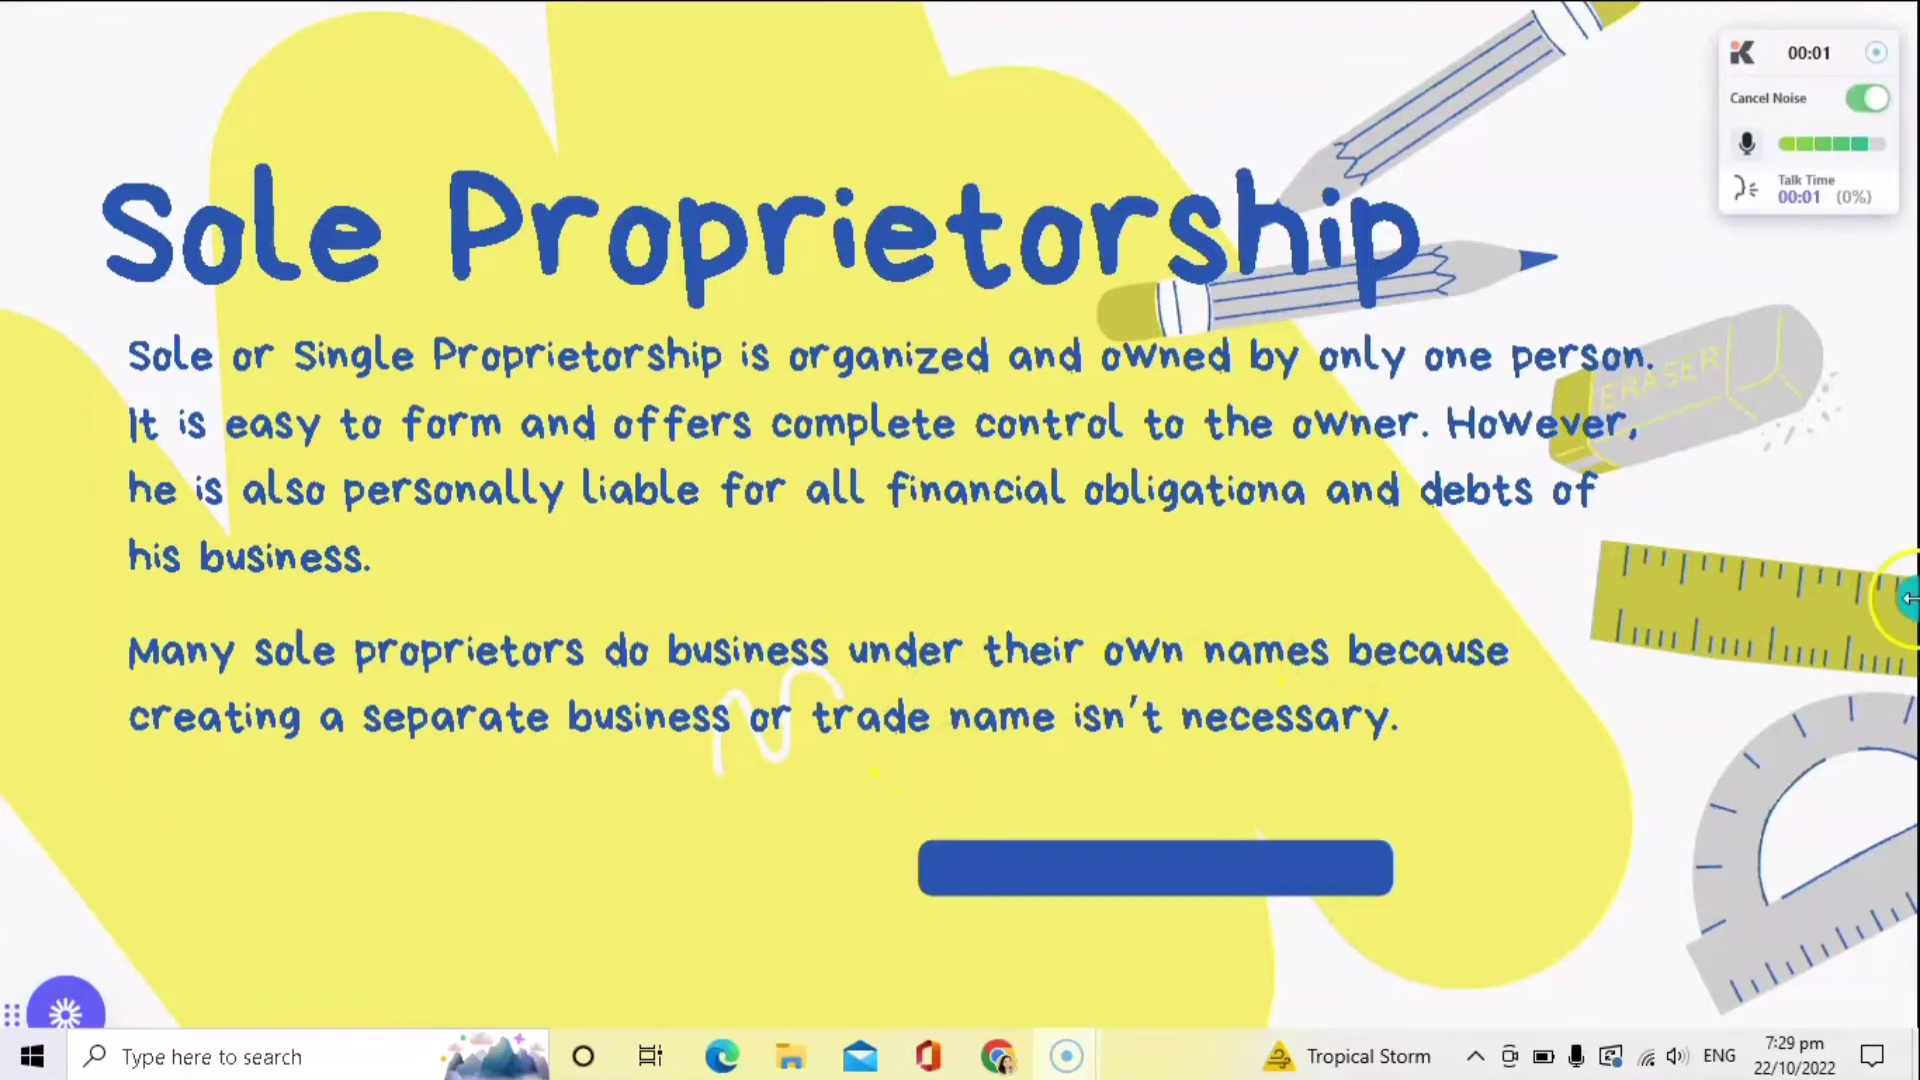 Sole Proprietorship
Sole or Single Proprietorship is organized and owned by only one person.
It is easy to form and offers complete control to the owner. However,
he is also personally liable for all financial obligationa and debts of
his business.
Many sole proprietors do business under their own names because
creating a separate business or trade name isn't necessary.
ERASER
00:01
Cancel Noise
Talk Time
00:01 (0%)
Type here to search
Tropical Storm
ENG
7:29 pm
22/10/2022